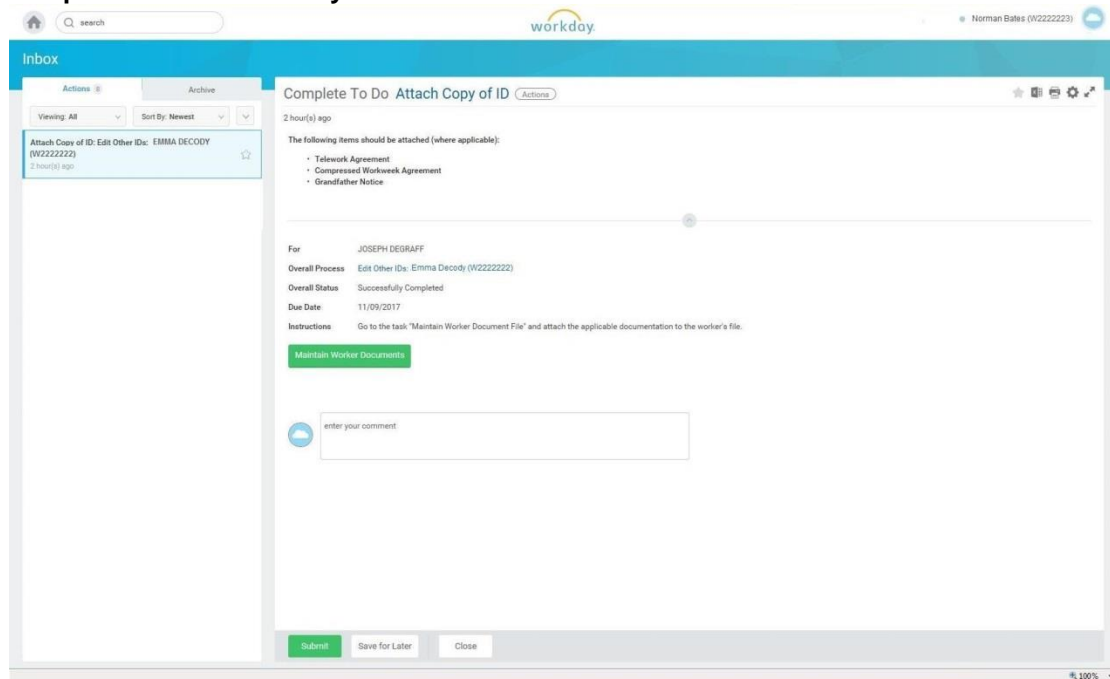 search
workday.
Norman Bates (W2222223)
Inbox
Actions
Archive
Viewing: All
Sort By: Newest
Attach Copy of ID: Edit Other IDs: EMMA DECODY
(W2222222)
2 hour(s) ago
Complete To Do Attach Copy of ID Actions
2 hour(s) ago
The following items should be attached (where applicable):
• Telework Agreement
• Compressed Workweek Agreement
• Grandfather Notice
For JOSEPH DEGRAFF
Overall Process Edit Other IDs: Emma Decody (W2222222)
Overall Status Successfully Completed
Due Date 11/09/2017
Instructions Go to the task "Maintain Worker Document File" and attach the applicable documentation to the worker's file.
Maintain Worker Documents
enter your comment
Submit
Save for Later
Close
100%